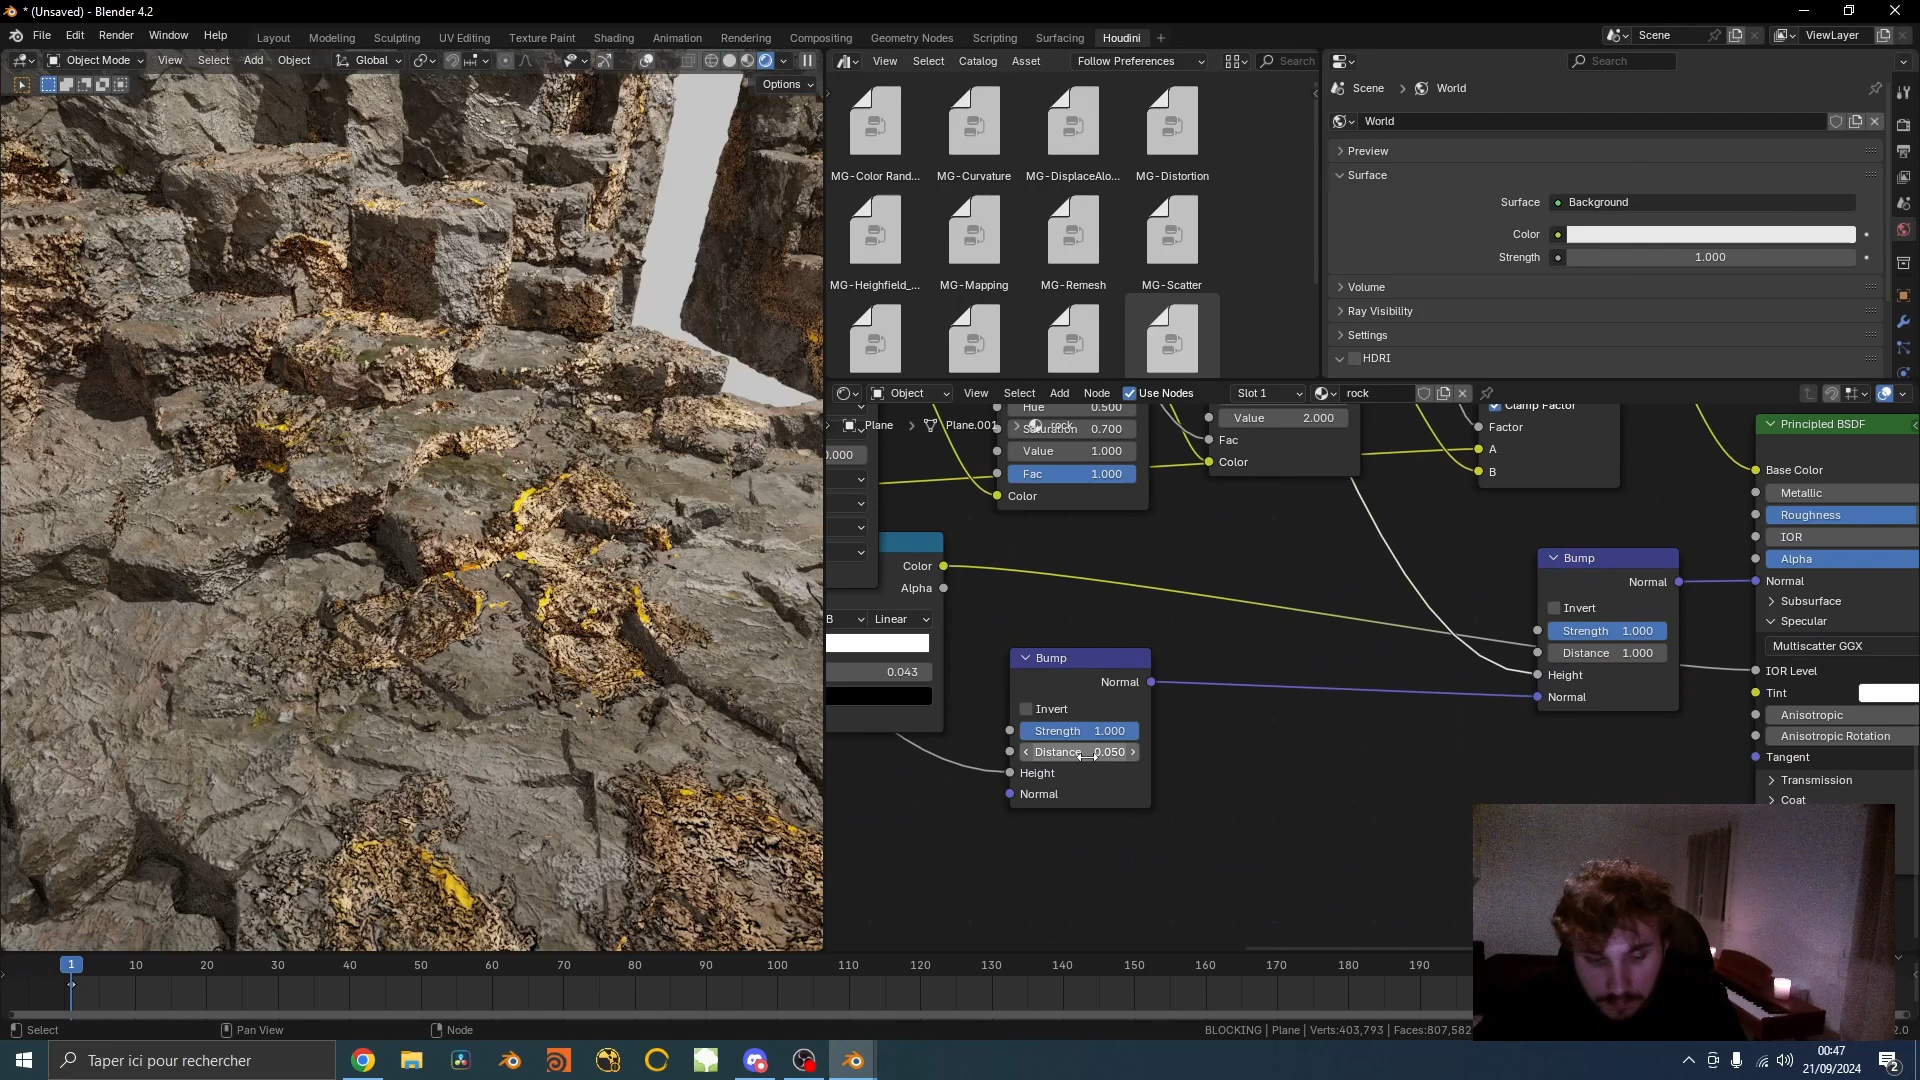 * (Unsaved) - Blender 4.2
File Edit Render Window Help
Layout Modeling Sculpting UV Editing Texture Paint Shading Animation Rendering Compositing Geometry Nodes Scripting Surfacing Houdini +
Scene
ViewLayer
Object Mode View Select Add Object Global
Options
View Select Catalog Asset Follow Preferences Search
MG-Color Rand... MG-Curvature MG-DisplaceAlo... MG-Distortion
MG-Heighfield_... MG-Mapping MG-Remesh MG-Scatter
Search
Scene > World
World
Preview
Surface
Surface Background
Color
Strength 1.000
Volume
Ray Visibility
Settings
HDRI
Object View Select Add Node Use Nodes Slot 1 rock
Plane > Plane.001 > rock
Hue 0.500
Saturation 0.700
Value 1.000
Fac 1.000
Color
Value 2.000
Fac
Color
Clamp Factor
Factor
A
B
0.000
Color
Alpha
B Linear
0.043
Bump
Normal
Invert
Strength 1.000
Distance 0.050
Height
Normal
Bump
Normal
Invert
Strength 1.000
Distance 1.000
Height
Normal
Principled BSDF
Base Color
Metallic
Roughness
IOR
Alpha
Normal
Subsurface
Specular
Multiscatter GGX
IOR Level
Tint
Anisotropic
Anisotropic Rotation
Tangent
Transmission
Coat
1 10 20 30 40 50 60 70 80 90 100 110 120 130 140 150 160 170 180 190
Select Pan View Node
BLOCKING | Plane | Verts:403,793 | Faces:807,582
2.0
Taper ici pour rechercher
00:47
21/09/2024
2